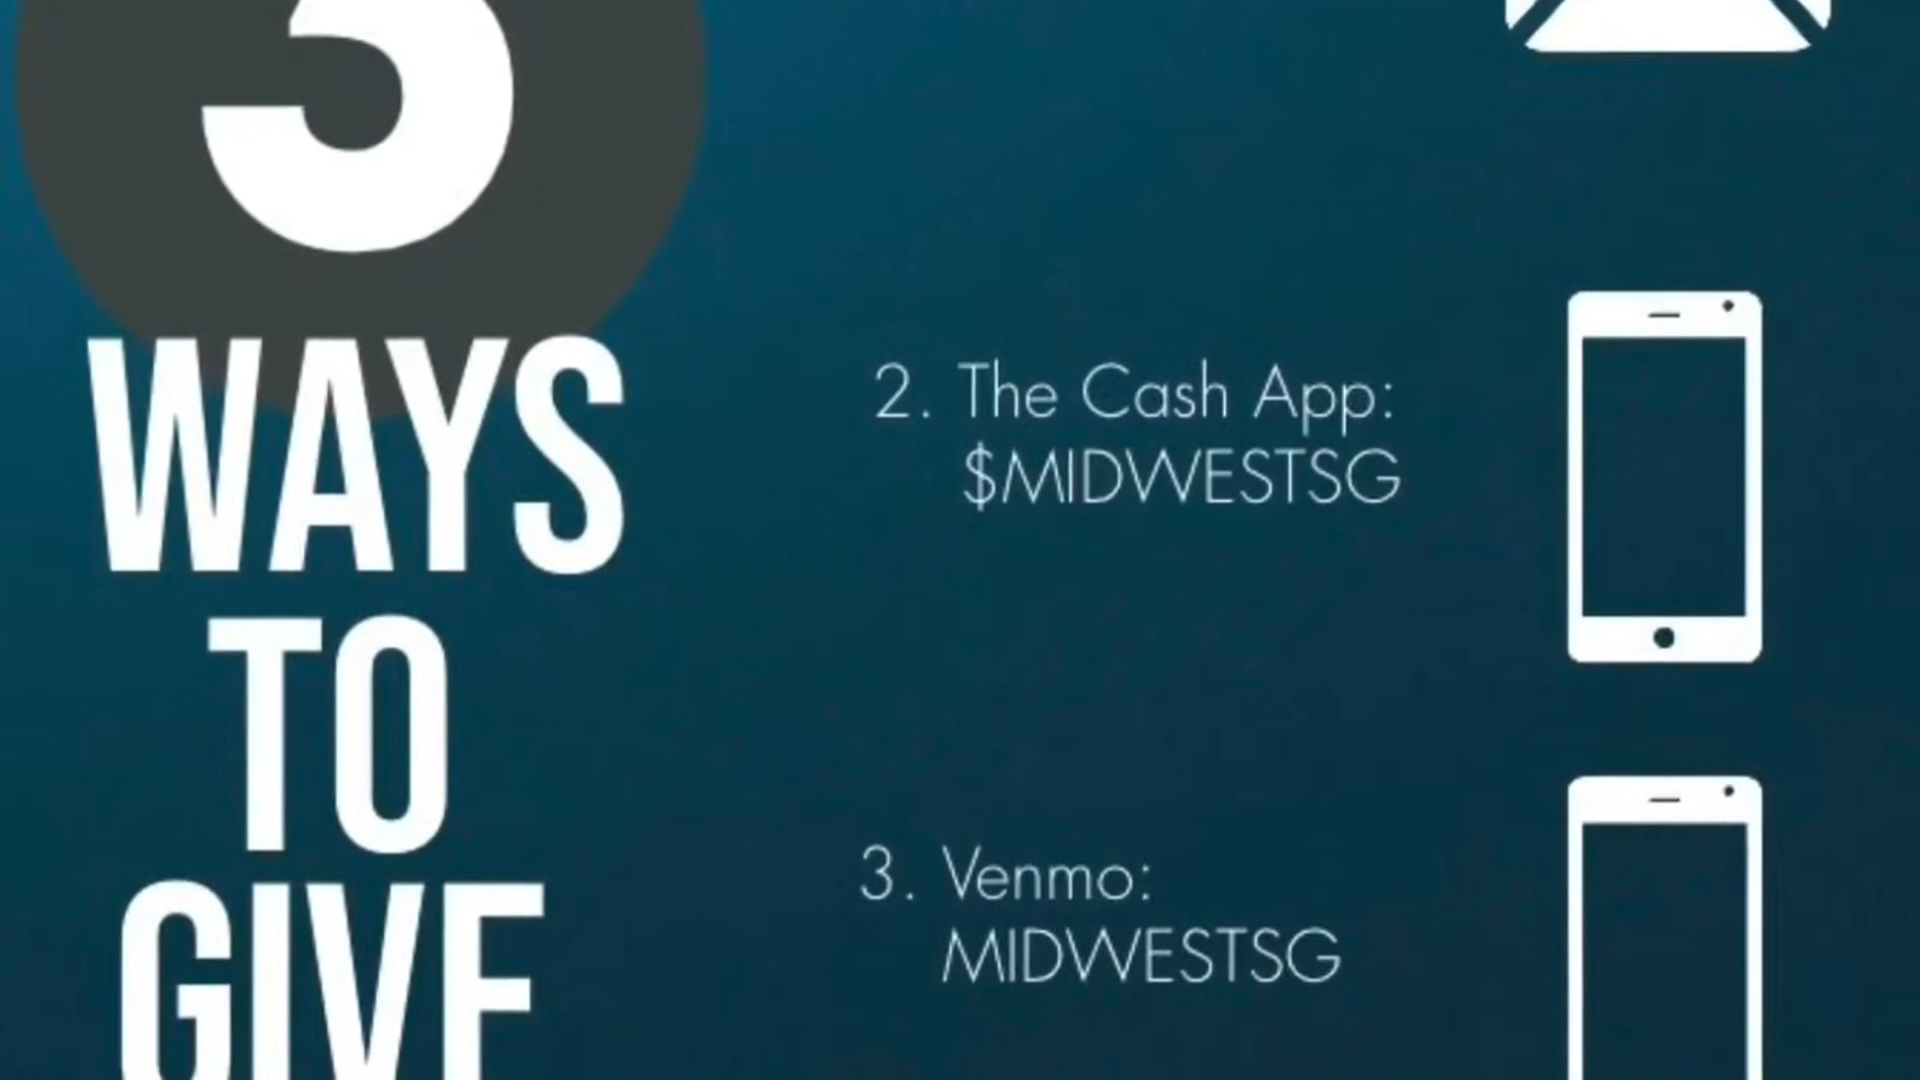 3
WAYS
TO
GIVE
2. The Cash App:
$MIDWESTSG
3. Venmo:
MIDWESTSG